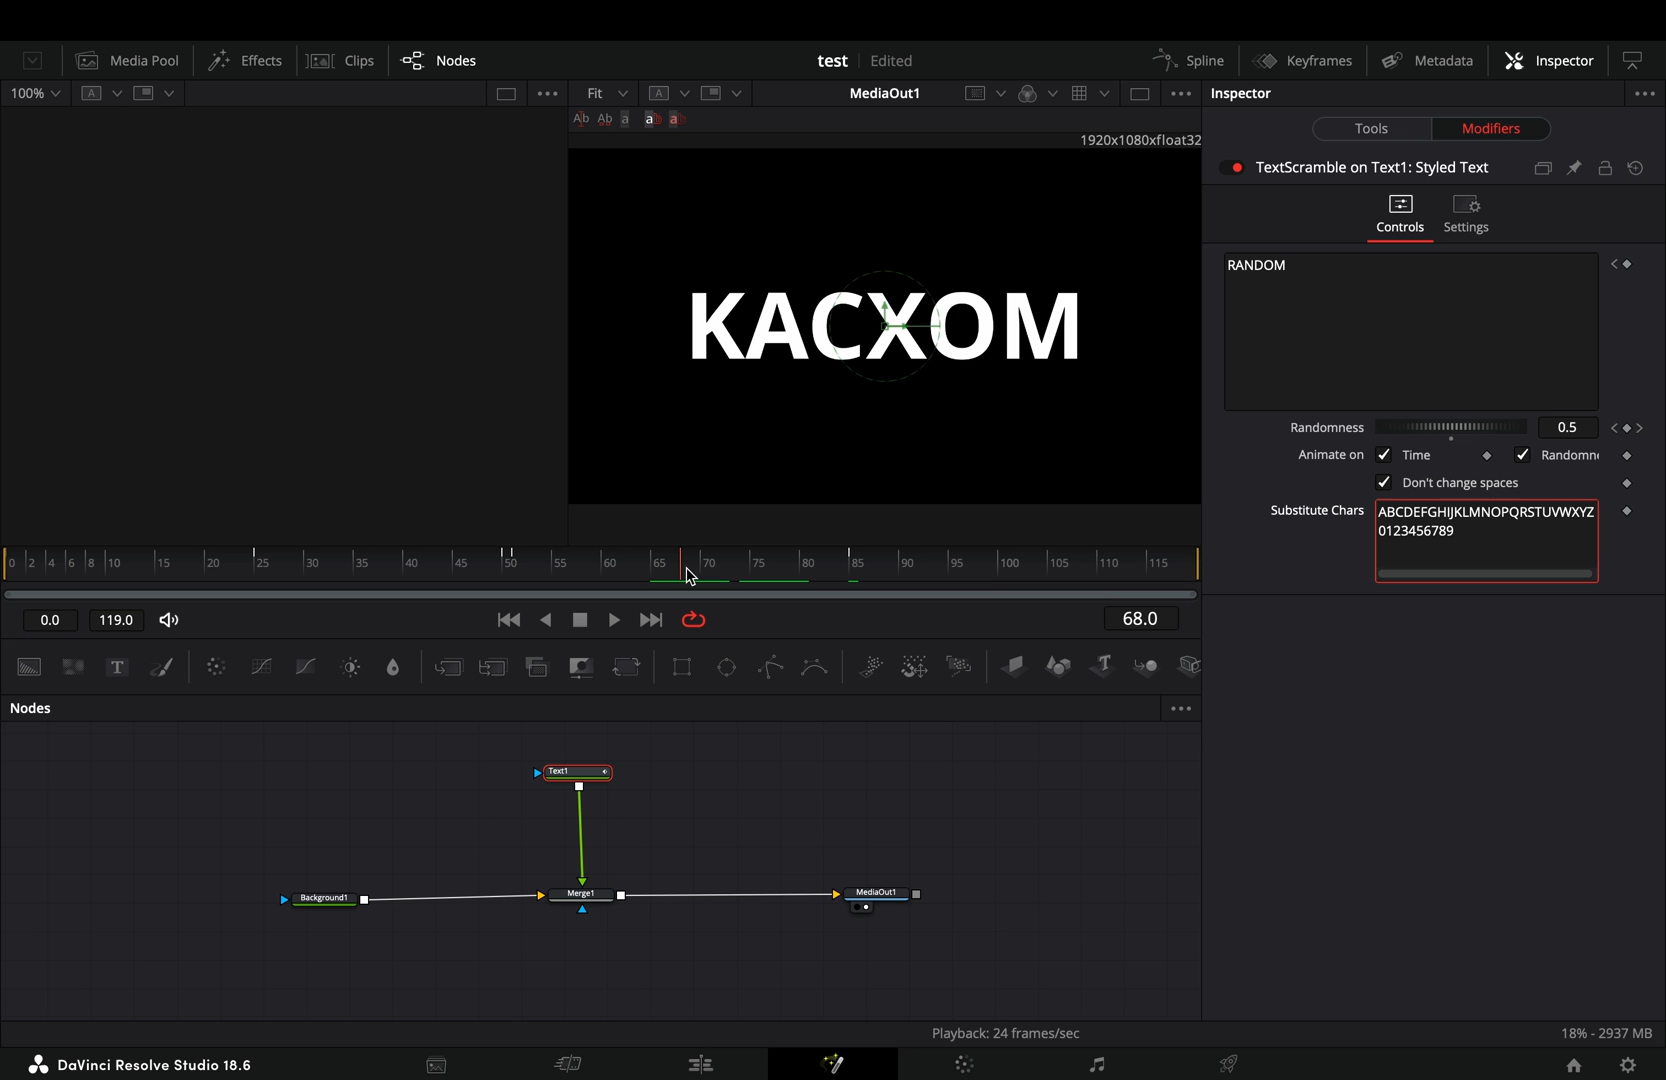 Media Pool Effects Clips Nodes test Edited Spline Keyframes Metadata Inspector
100% A Fit A MediaOut1 Inspector
Ab Ab a a a
Tools Modifiers
1920x1080xfloat32
TextScramble on Text1: Styled Text
Controls Settings
RANDOM
KACXOM
Randomness 0.5
Animate on Time Randomn
Don't change spaces
Substitute Chars ABCDEFGHIJKLMNOPQRSTUVWXYZ
0123456789
0 2 4 6 8 10 15 20 25 30 35 40 45 50 55 60 65 70 75 80 85 90 95 100 105 110 115
0.0 119.0 68.0
T T
Nodes
Text1
Background1 Merge1 MediaOut1
Playback: 24 frames/sec 18% - 2937 MB
DaVinci Resolve Studio 18.6